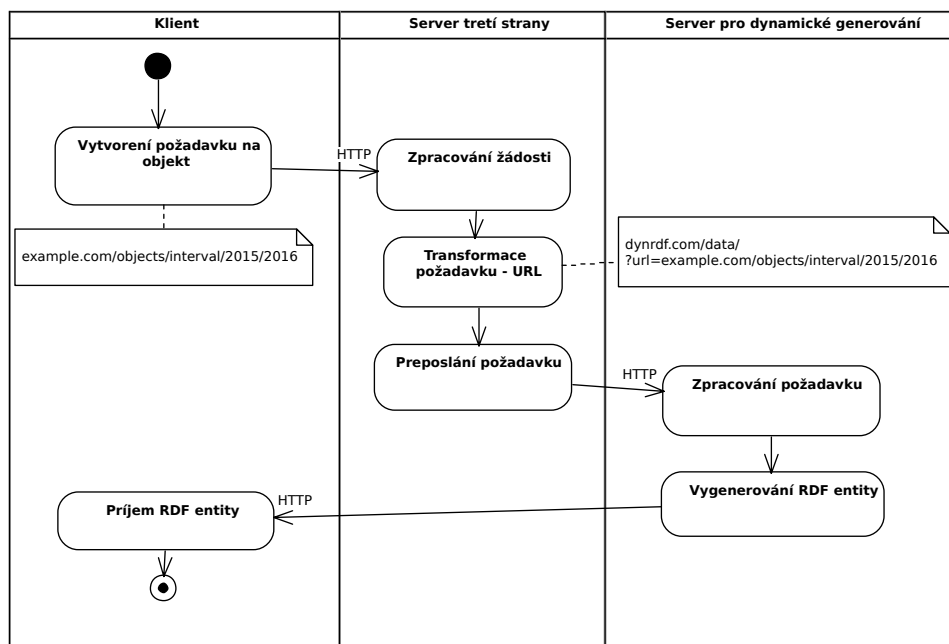 Klient
Server tretí strany
Server pro dynamické generování
Vytvorení požadavku na
objekt
HTTP
Zpracování žádosti
example.com/objects/interval/2015/2016
Transformace
požadavku - URL
dynrdf.com/data/
?url=example.com/objects/interval/2015/2016
Preposlání požadavku
HTTP
Zpracování požadavku
Vygenerování RDF entity
HTTP
Príjem RDF entity